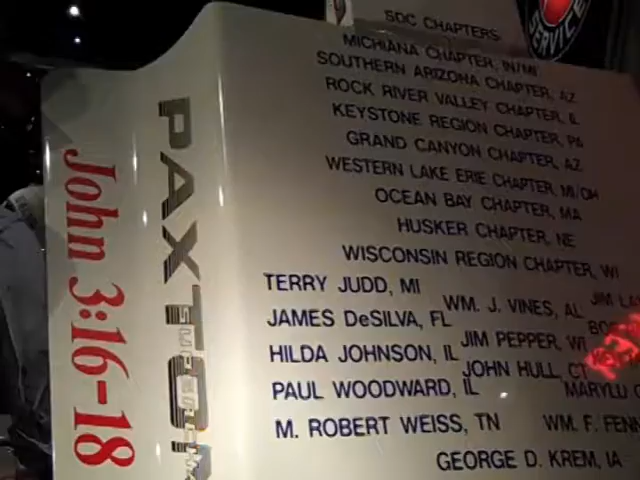 SDC CHAPTERS
SERVICE
MICHIANA CHAPTER, IN/MI
SOUTHERN ARIZONA CHAPTER, AZ
ROCK RIVER VALLEY CHAPTER, IL
KEYSTONE REGION CHAPTER, PA
GRAND CANYON CHAPTER, AZ
WESTERN LAKE ERIE CHAPTER, MI/OH
OCEAN BAY CHAPTER, MA
HUSKER CHAPTER, NE
WISCONSIN REGION CHAPTER, WI
TERRY JUDD, MI
WM. J. VINES, AL
JIM
JAMES DeSILVA, FL
JIM PEPPER, WI
HILDA JOHNSON, IL
JOHN HULL, CT
PAUL WOODWARD, IL
M. ROBERT WEISS, TN
WM. F.
GEORGE D. KREM, IA
PAXTON
John 3:16-18